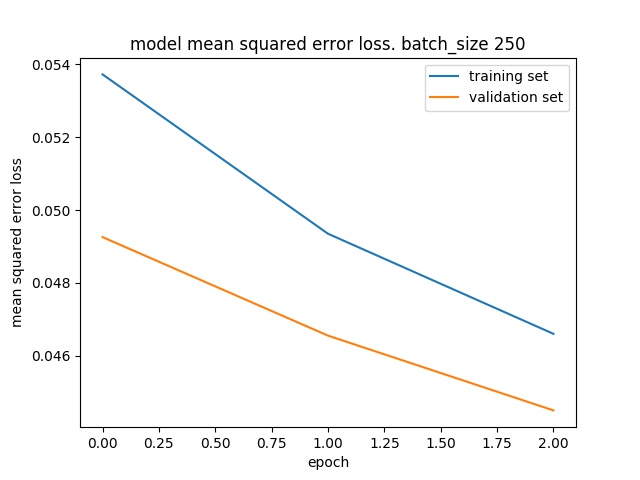 model mean squared error loss. batch_size 250
training set
validation set
mean squared error loss
0.054
0.052
0.050
0.048
0.046
0.00 0.25 0.50 0.75 1.00 1.25 1.50 1.75 2.00
epoch